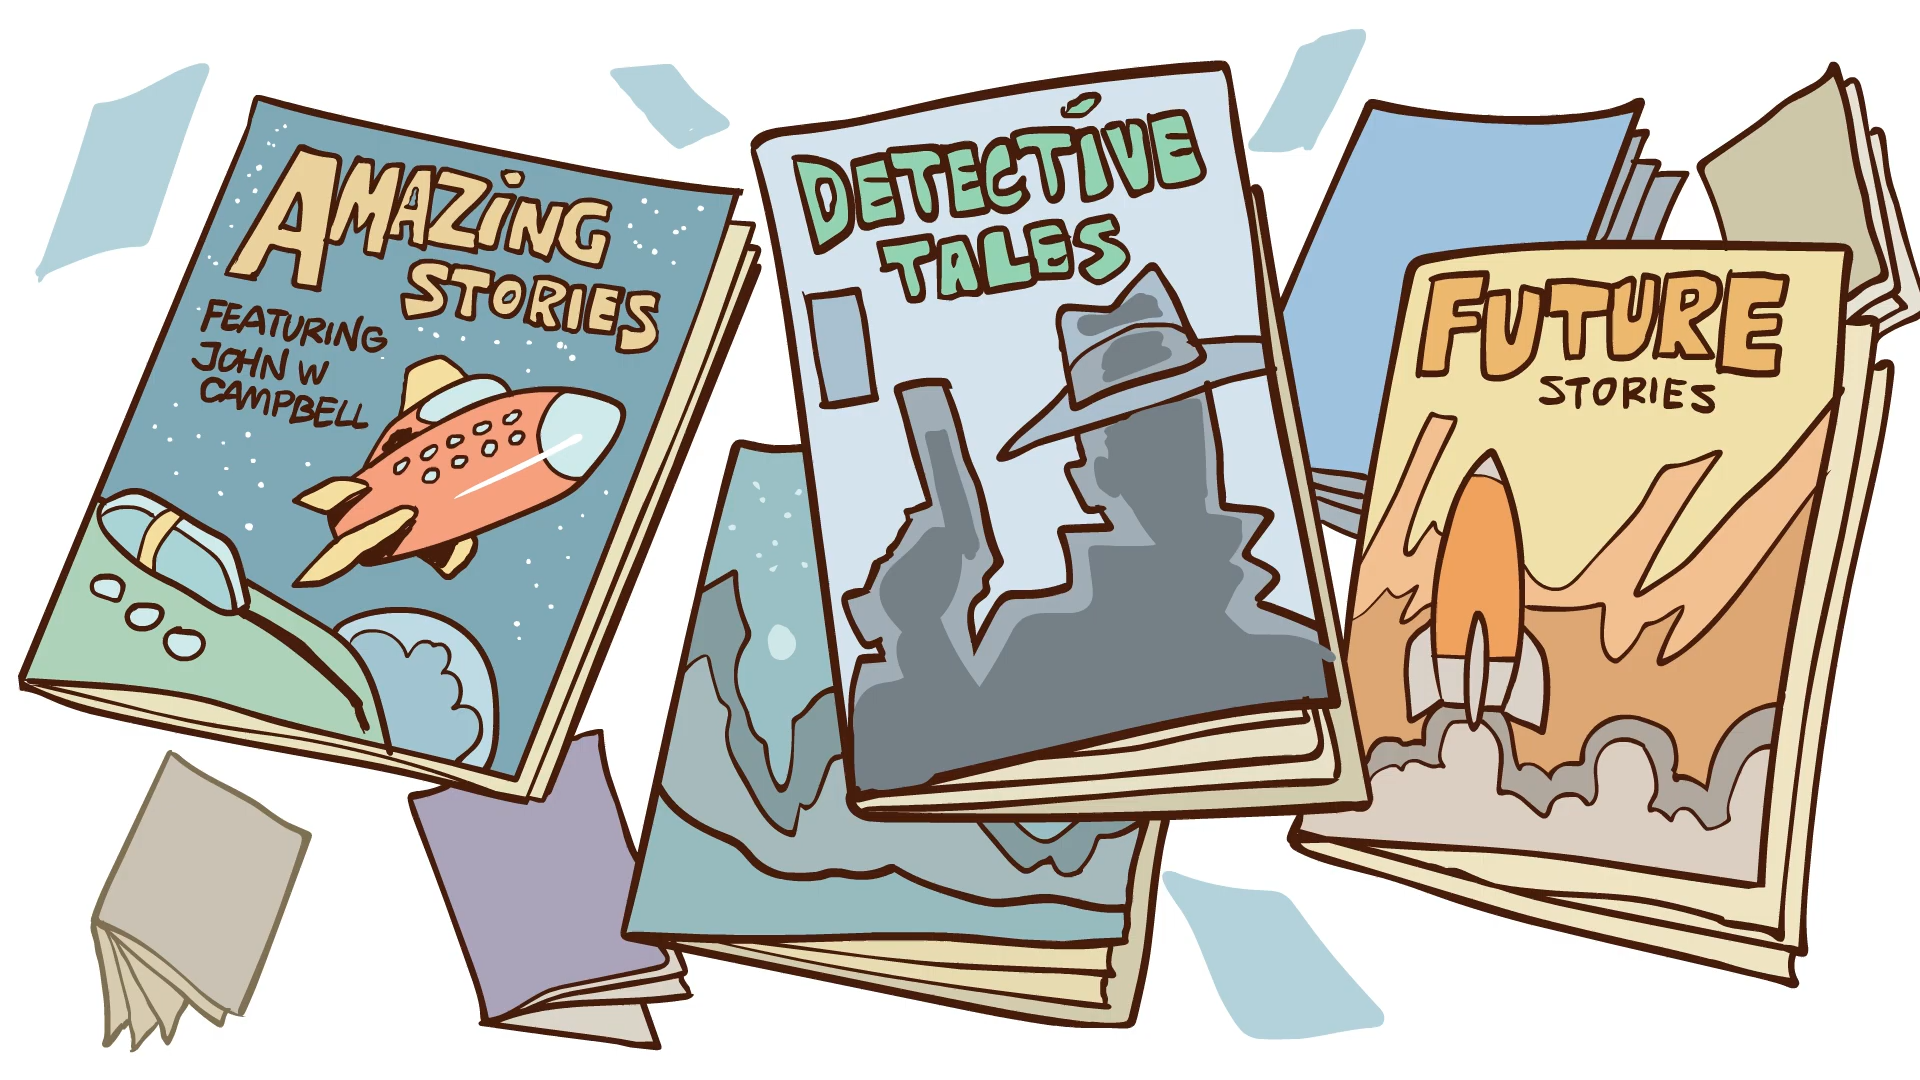 AMAZING
STORIES
FEATURING
JOHN W
CAMPBELL
DETECTIVE
TALES
FUTURE
STORIES